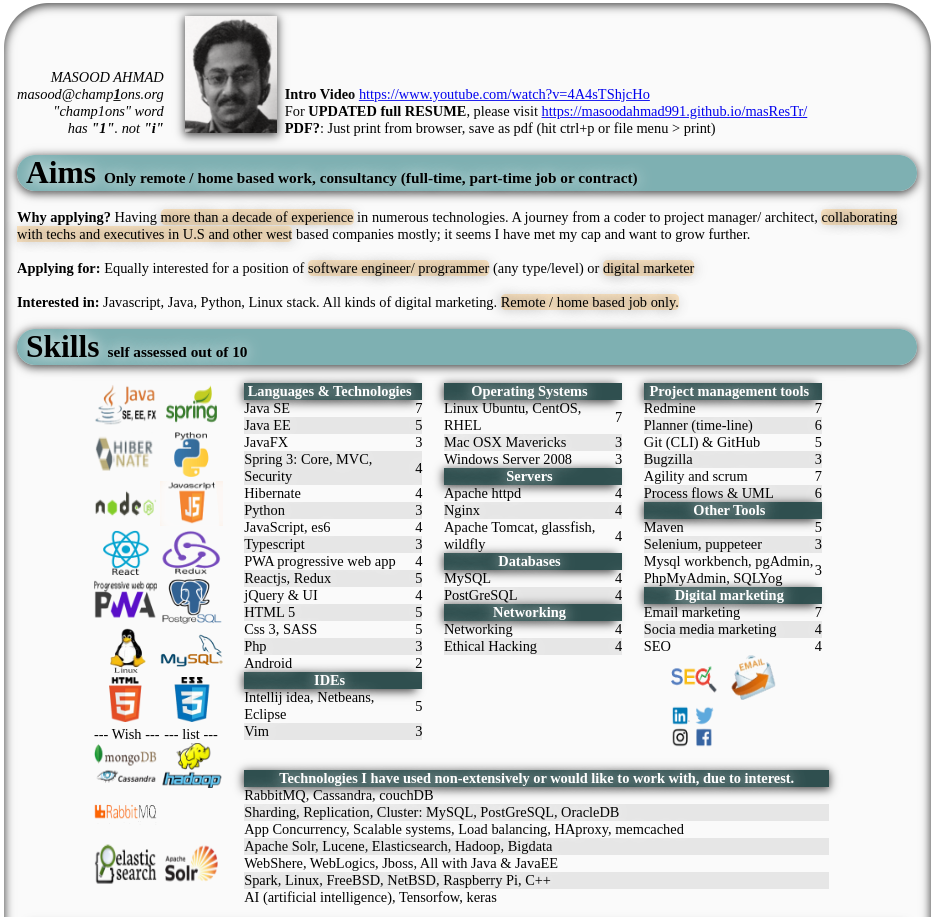 MASOOD AHMAD
masood@champ1ons.org
"champ1ons" word
has "1". not "i"
Intro Video https://www.youtube.com/watch?v=4A4sTShjcHo
For UPDATED full RESUME, please visit https://masoodahmad991.github.io/masResTr/
PDF?: Just print from browser, save as pdf (hit ctrl+p or file menu > print)
Aims Only remote / home based work, consultancy (full-time, part-time job or contract)
Why applying? Having more than a decade of experience in numerous technologies. A journey from a coder to project manager/ architect, collaborating
with techs and executives in U.S and other west based companies mostly; it seems I have met my cap and want to grow further.
Applying for: Equally interested for a position of software engineer/ programmer (any type/level) or digital marketer
Interested in: Javascript, Java, Python, Linux stack. All kinds of digital marketing. Remote / home based job only.
Skills self assessed out of 10
Java
SE, EE, FX
spring
HIBERNATE
Python
node JS
Javascript
JS
5
React
Redux
Progressive web app
PWA
PostgreSQL
Linux
MySQL
HTML
5
CSS
3
--- Wish --- --- list ---
mongoDB
Cassandra
hadoop
RabbitMQ
elastic search
Apache
Solr
Languages & Technologies
Java SE 7
Java EE 5
JavaFX 3
Spring 3: Core, MVC,
Security 4
Hibernate 4
Python 3
JavaScript, es6 4
Typescript 3
PWA progressive web app 4
Reactjs, Redux 5
jQuery & UI 4
HTML 5 5
Css 3, SASS 5
Php 3
Android 2
IDEs
Intellij idea, Netbeans,
Eclipse 5
Vim 3
Operating Systems
Linux Ubuntu, CentOS,
RHEL 7
Mac OSX Mavericks 3
Windows Server 2008 3
Servers
Apache httpd 4
Nginx 4
Apache Tomcat, glassfish,
wildfly 4
Databases
MySQL 4
PostGreSQL 4
Networking
Networking 4
Ethical Hacking 4
Project management tools
Redmine 7
Planner (time-line) 6
Git (CLI) & GitHub 5
Bugzilla 3
Agility and scrum 7
Process flows & UML 6
Other Tools
Maven 5
Selenium, puppeteer 3
Mysql workbench, pgAdmin,
PhpMyAdmin, SQLYog 3
Digital marketing
Email marketing 7
Socia media marketing 4
SEO 4
SEO
EMAIL
Technologies I have used non-extensively or would like to work with, due to interest.
RabbitMQ, Cassandra, couchDB
Sharding, Replication, Cluster: MySQL, PostGreSQL, OracleDB
App Concurrency, Scalable systems, Load balancing, HAproxy, memcached
Apache Solr, Lucene, Elasticsearch, Hadoop, Bigdata
WebShere, WebLogics, Jboss, All with Java & JavaEE
Spark, Linux, FreeBSD, NetBSD, Raspberry Pi, C++
AI (artificial intelligence), Tensorfow, keras